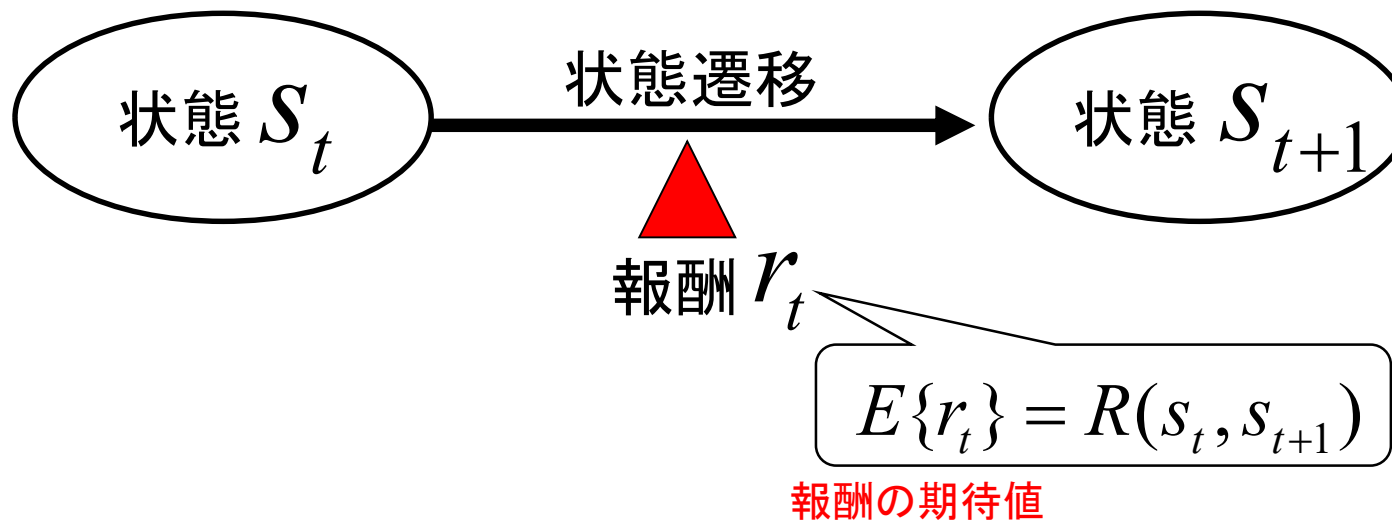 状態遷移
状態 s_t
状態 s_{t+1}
報酬 r_t
E{r_t} = R(s_t, s_{t+1})
報酬の期待値